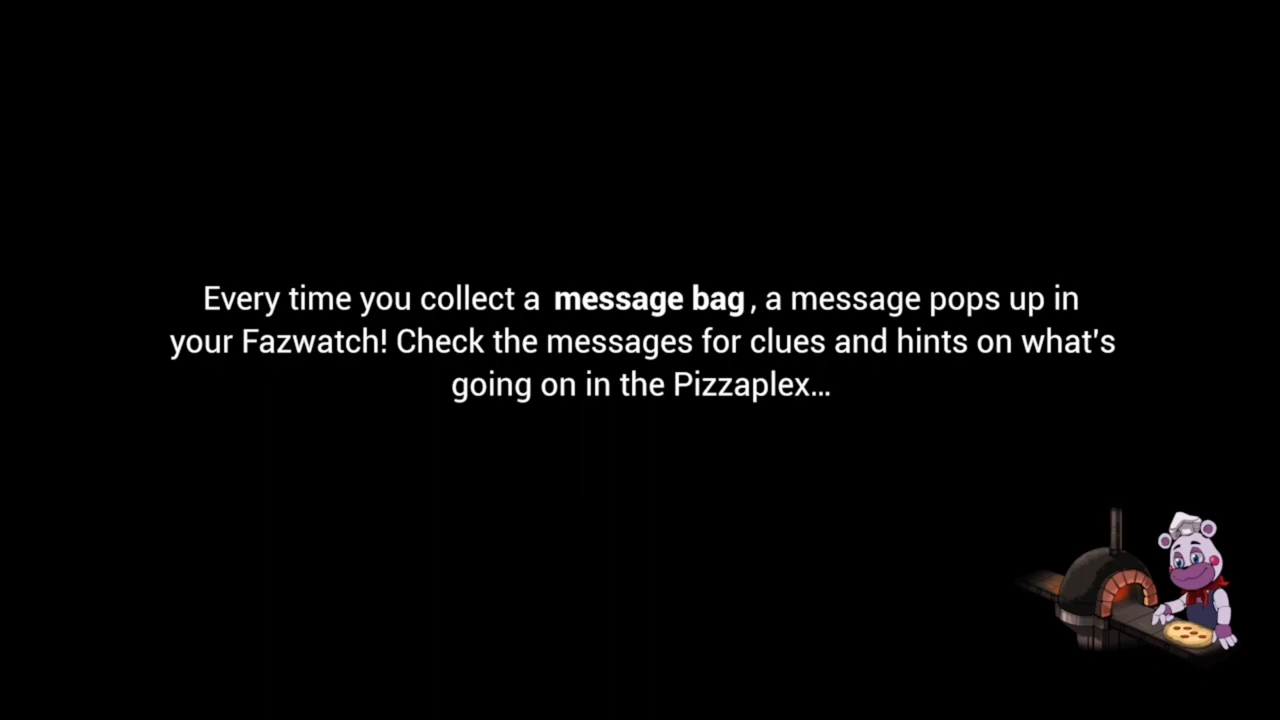 Every time you collect a message bag, a message pops up in
your Fazwatch! Check the messages for clues and hints on what's
going on in the Pizzaplex...